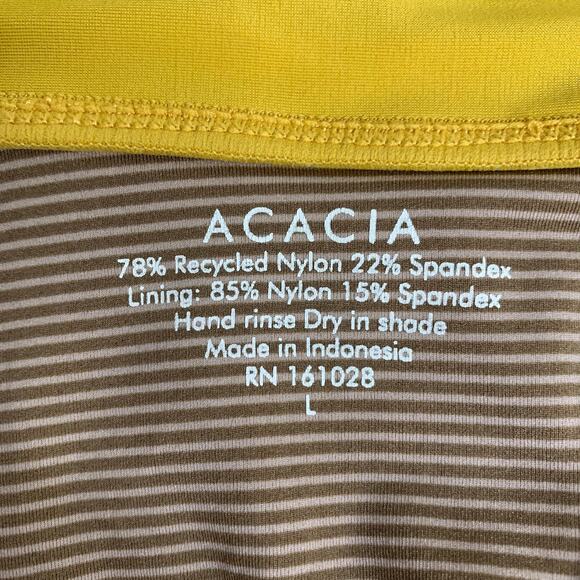 ACACIA
78% Recycled Nylon 22% Spandex
Lining: 85% Nylon 15% Spandex
Hand rinse Dry in shade
Made in Indonesia
RN 161028
L